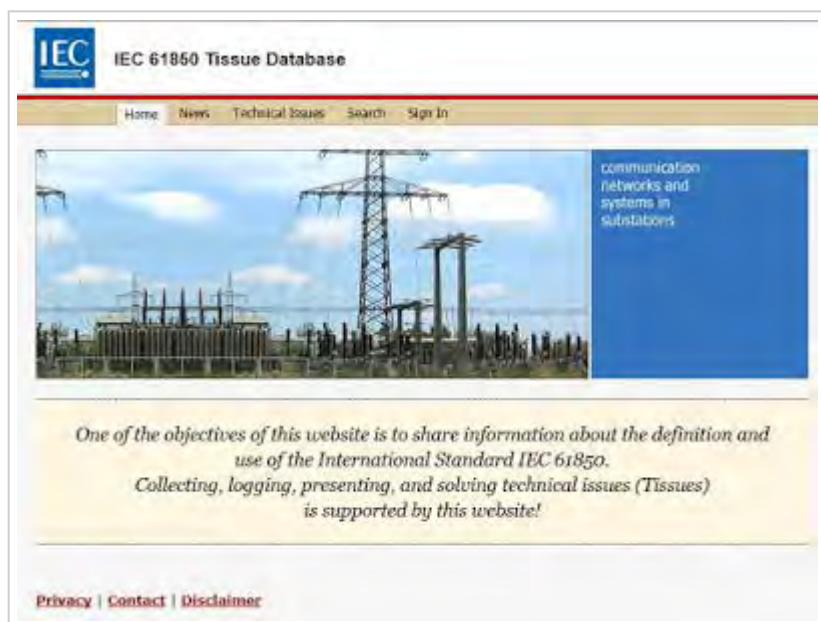 IEC
IEC 61850 Tissue Database
Home News Technical Issues Search Sign In
communication
networks and
systems in
substations
One of the objectives of this website is to share information about the definition and
use of the International Standard IEC 61850.
Collecting, logging, presenting, and solving technical issues (Tissues)
is supported by this website!
Privacy | Contact | Disclaimer